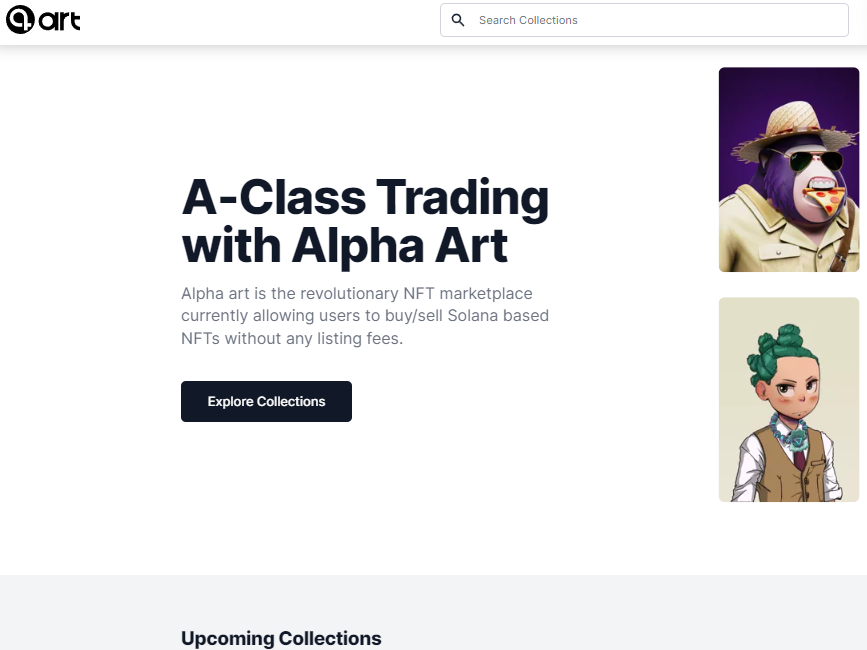 a art
Search Collections
A-Class Trading
with Alpha Art
Alpha art is the revolutionary NFT marketplace
currently allowing users to buy/sell Solana based
NFTs without any listing fees.
Explore Collections
Upcoming Collections